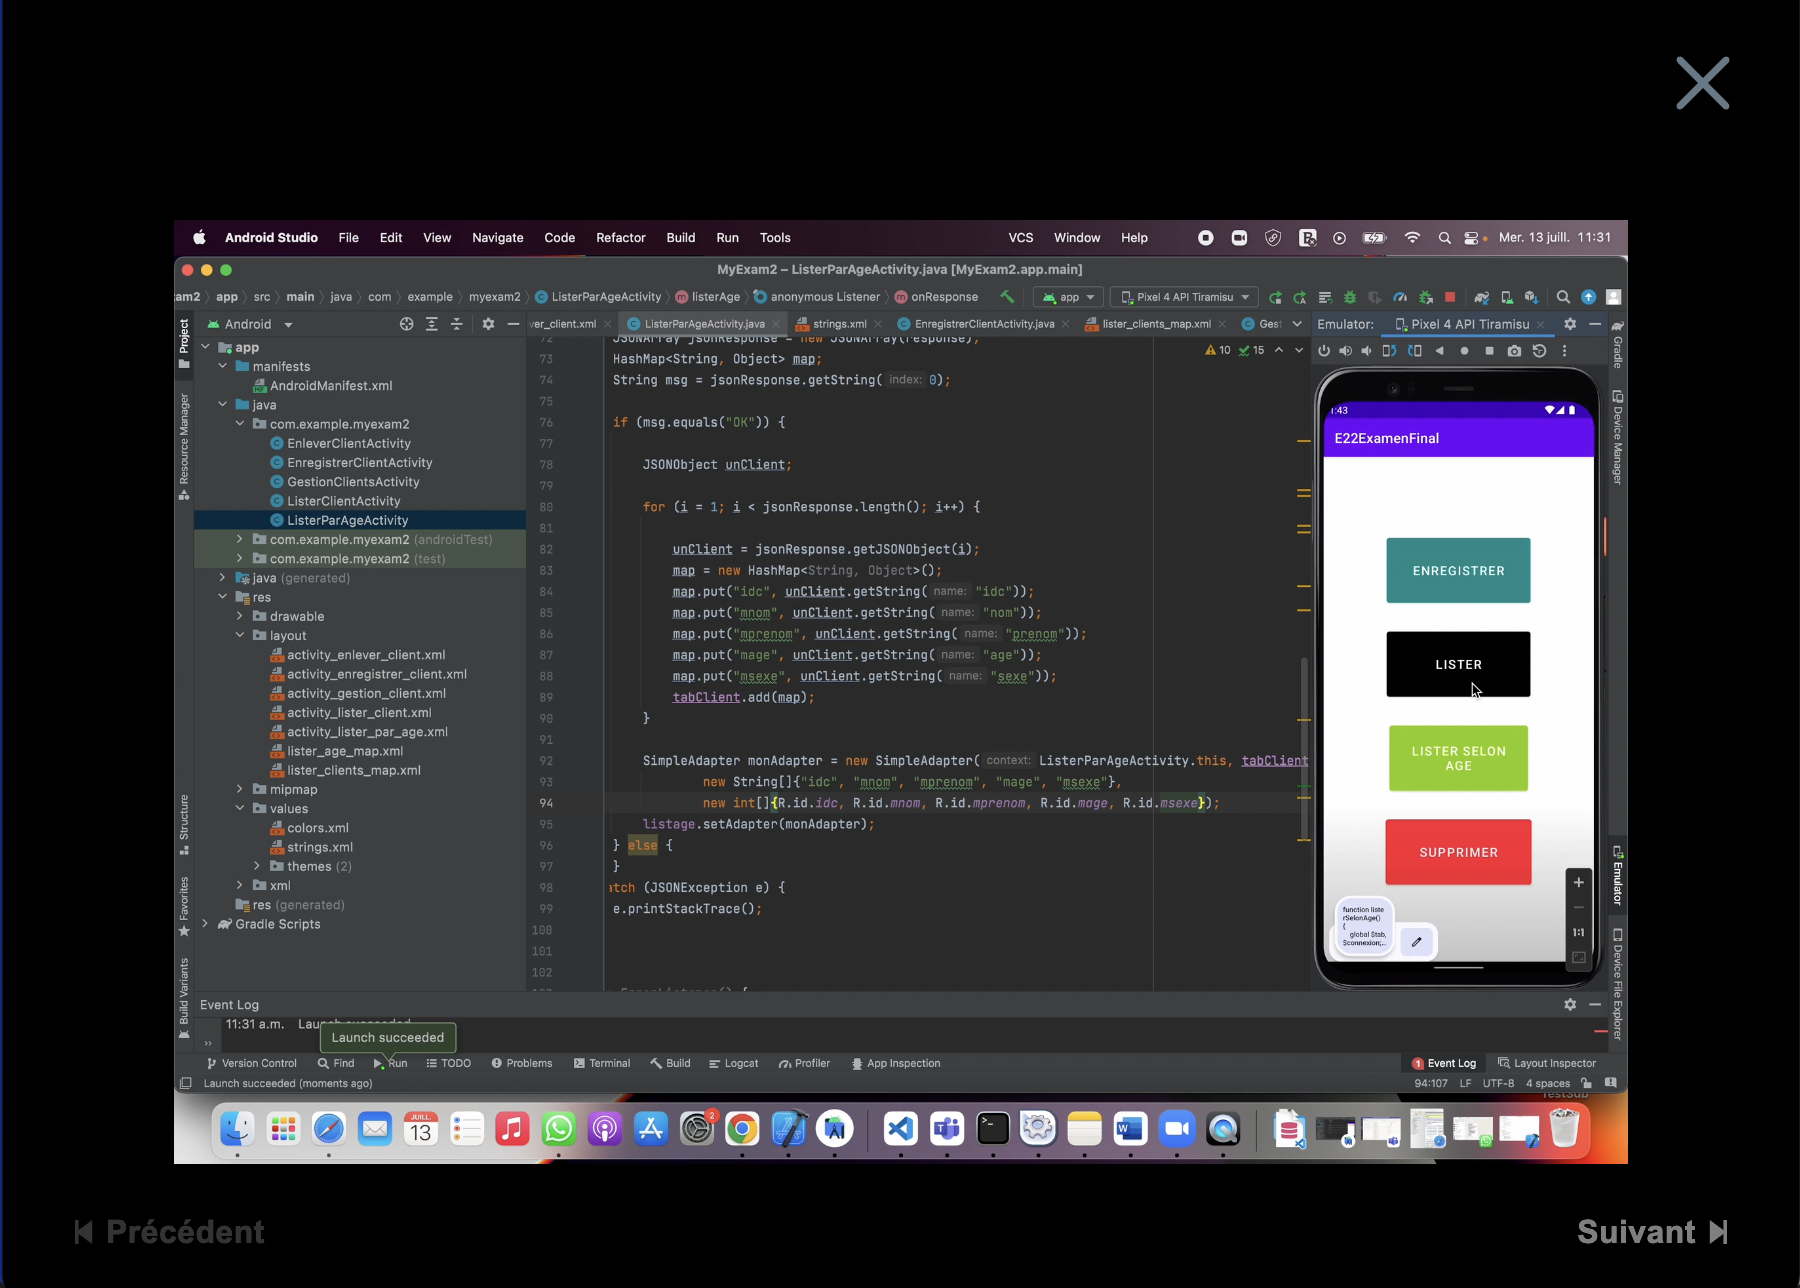 Android Studio File Edit View Navigate Code Refactor Build Run Tools VCS Window Help Mer. 13 juill. 11:31
MyExam2 – ListerParAgeActivity.java [MyExam2.app.main]
am2 app src main java com example myexam2 ListerParAgeActivity listerAge anonymous Listener onResponse app Pixel 4 API Tiramisu
Android ver_client.xml ListerParAgeActivity.java strings.xml EnregistrerClientActivity.java lister_clients_map.xml Gest Emulator: Pixel 4 API Tiramisu
Project
Resource Manager
Structure
Favorites
Build Variants
app
manifests
AndroidManifest.xml
java
com.example.myexam2
EnleverClientActivity
EnregistrerClientActivity
GestionClientsActivity
ListerClientActivity
ListerParAgeActivity
com.example.myexam2 (androidTest)
com.example.myexam2 (test)
java (generated)
res
drawable
layout
activity_enlever_client.xml
activity_enregistrer_client.xml
activity_gestion_client.xml
activity_lister_client.xml
activity_lister_par_age.xml
lister_age_map.xml
lister_clients_map.xml
mipmap
values
colors.xml
strings.xml
themes (2)
xml
res (generated)
Gradle Scripts
10 15
72 JSONArray jsonResponse = new JSONArray(response);
73 HashMap<String, Object> map;
74 String msg = jsonResponse.getString( index: 0);
75
76 if (msg.equals("OK")) {
77
78 JSONObject unClient;
79
80 for (i = 1; i < jsonResponse.length(); i++) {
81
82 unClient = jsonResponse.getJSONObject(i);
83 map = new HashMap<String, Object>();
84 map.put("idc", unClient.getString( name: "idc"));
85 map.put("mnom", unClient.getString( name: "nom"));
86 map.put("mprenom", unClient.getString( name: "prenom"));
87 map.put("mage", unClient.getString( name: "age"));
88 map.put("msexe", unClient.getString( name: "sexe"));
89 tabClient.add(map);
90 }
91
92 SimpleAdapter monAdapter = new SimpleAdapter( context: ListerParAgeActivity.this, tabClient
93 new String[]{"idc", "mnom", "mprenom", "mage", "msexe"},
94 new int[]{R.id.idc, R.id.mnom, R.id.mprenom, R.id.mage, R.id.msexe});
95 listage.setAdapter(monAdapter);
96 } else {
97 }
98 atch (JSONException e) {
99 e.printStackTrace();
100
101
102
:43
E22ExamenFinal
ENREGISTRER
LISTER
LISTER SELON
AGE
SUPPRIMER
function liste
rSelonAge()
{
global $tab,
$connexion;...
1:1
Gradle
Device Manager
Emulator
Device File Explorer
Event Log
11:31 a.m. Launch succeeded
Launch succeeded
Version Control Find Run TODO Problems Terminal Build Logcat Profiler App Inspection 1 Event Log Layout Inspector
Launch succeeded (moments ago) 94:107 LF UTF-8 4 spaces
Test3db
JUILL.
13
2
Précédent
Suivant